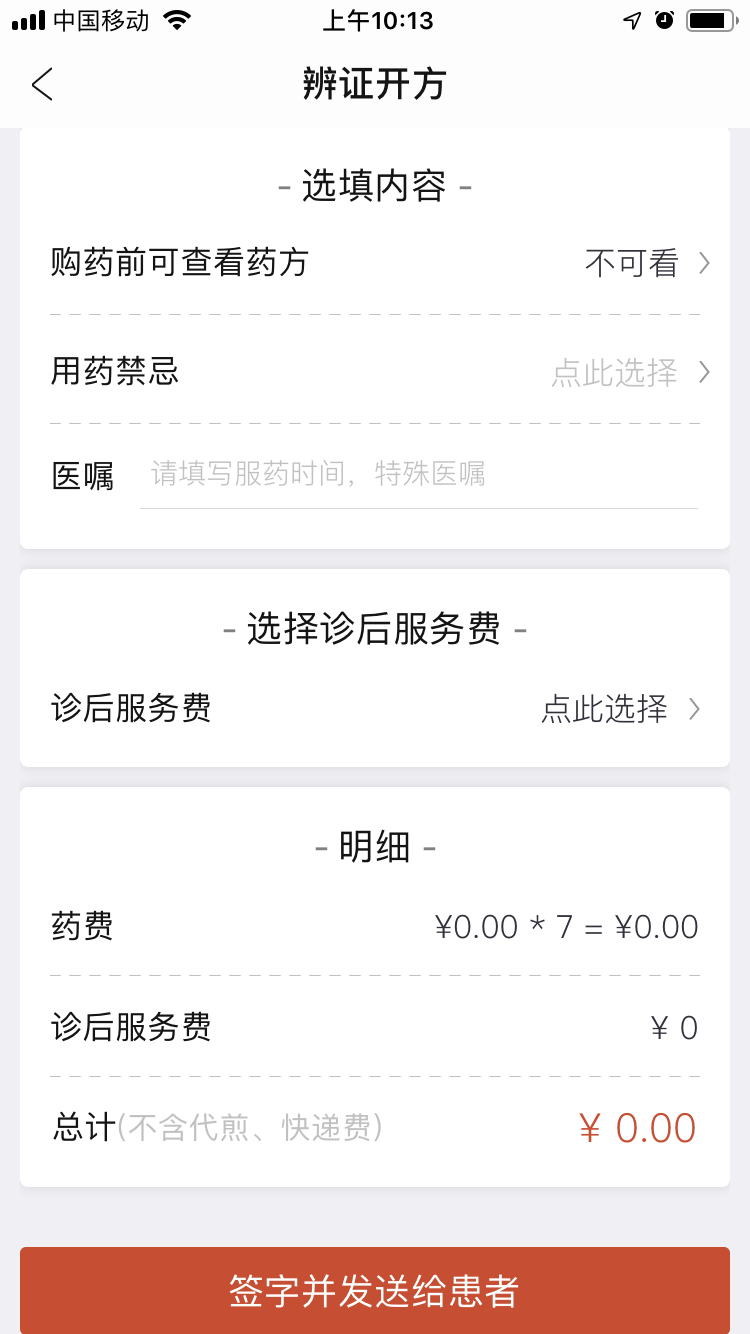 中国移动 上午10:13
辨证开方
- 选填内容 -
购药前可查看药方 不可看
用药禁忌 点此选择
医嘱 请填写服药时间，特殊医嘱
- 选择诊后服务费 -
诊后服务费 点此选择
- 明细 -
药费 ¥0.00 * 7 = ¥0.00
诊后服务费 ¥ 0
总计(不含代煎、快递费) ¥ 0.00
签字并发送给患者